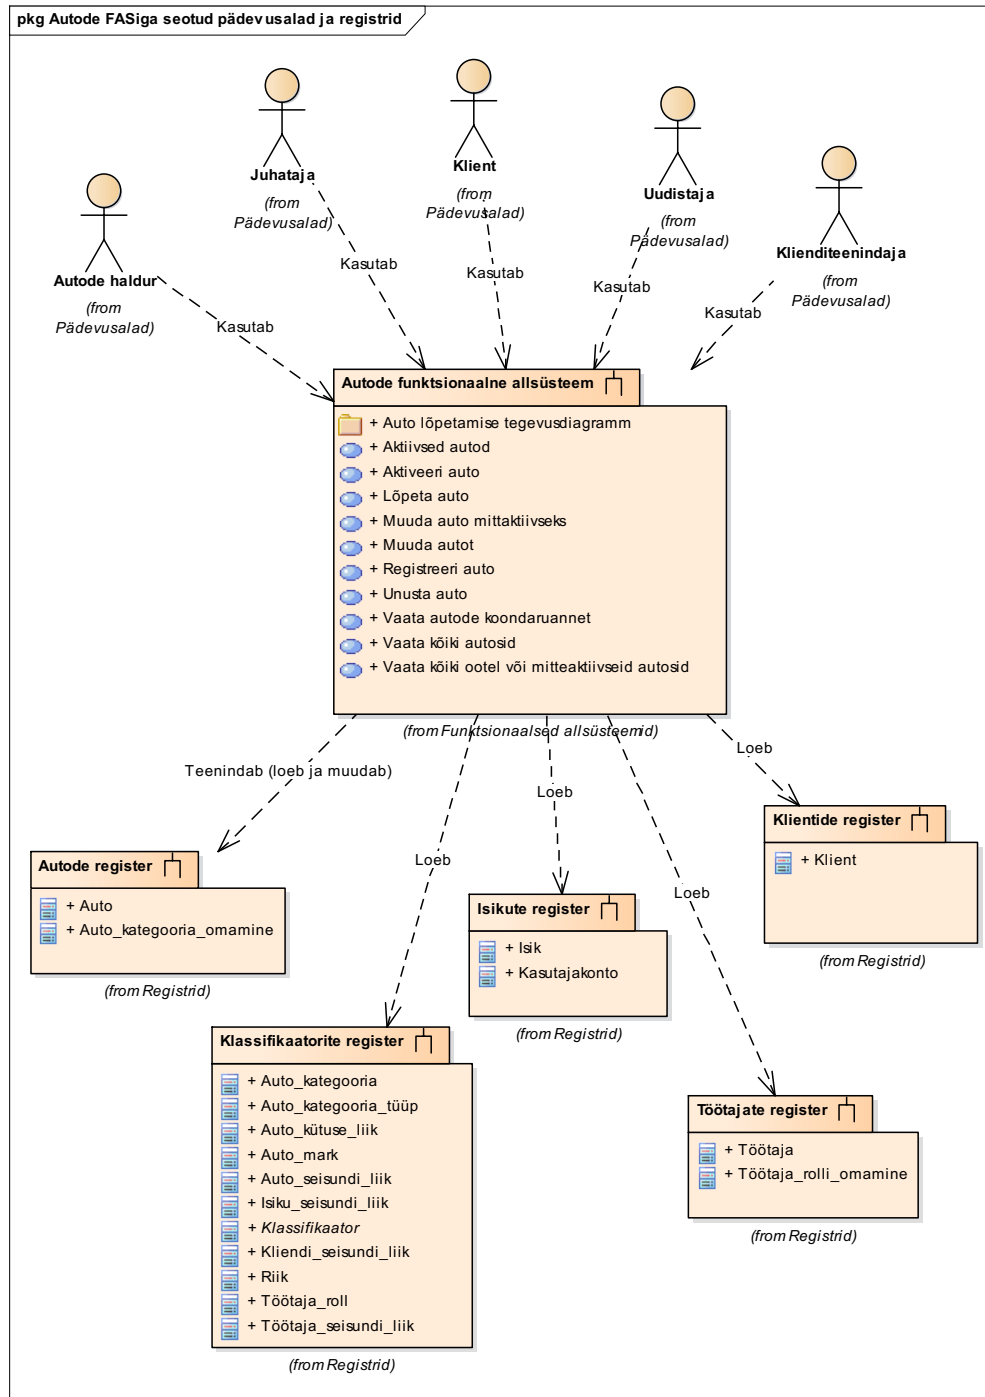 pkg Autode FASiga seotud pädevusalad ja registrid
Juhataja
(from
Pädevusalad)
Klient
(from
Pädevusalad)
Uudistaja
(from
Pädevusalad)
Klienditeenindaja
(from
Pädevusalad)
Autode haldur
(from
Pädevusalad)
Kasutab
Kasutab
Kasutab
Kasutab
Kasutab
Autode funktsionaalne allsüsteem
+ Auto lõpetamise tegevusdiagramm
+ Aktiivsed autod
+ Aktiveeri auto
+ Lõpeta auto
+ Muuda auto mittaktiivseks
+ Muuda autot
+ Registreeri auto
+ Unusta auto
+ Vaata autode koondaruannet
+ Vaata kõiki autosid
+ Vaata kõiki ootel või mitteaktiivseid autosid
(from Funktsionaalsed allsüsteemid)
Teenindab (loeb ja muudab)
Loeb
Loeb
Loeb
Loeb
Autode register
+ Auto
+ Auto_kategooria_omamine
(from Registrid)
Klientide register
+ Klient
(from Registrid)
Isikute register
+ Isik
+ Kasutajakonto
(from Registrid)
Klassifikaatorite register
+ Auto_kategooria
+ Auto_kategooria_tüüp
+ Auto_kütuse_liik
+ Auto_mark
+ Auto_seisundi_liik
+ Isiku_seisundi_liik
+ Klassifikaator
+ Kliendi_seisundi_liik
+ Riik
+ Töötaja_roll
+ Töötaja_seisundi_liik
(from Registrid)
Töötajate register
+ Töötaja
+ Töötaja_rolli_omamine
(from Registrid)